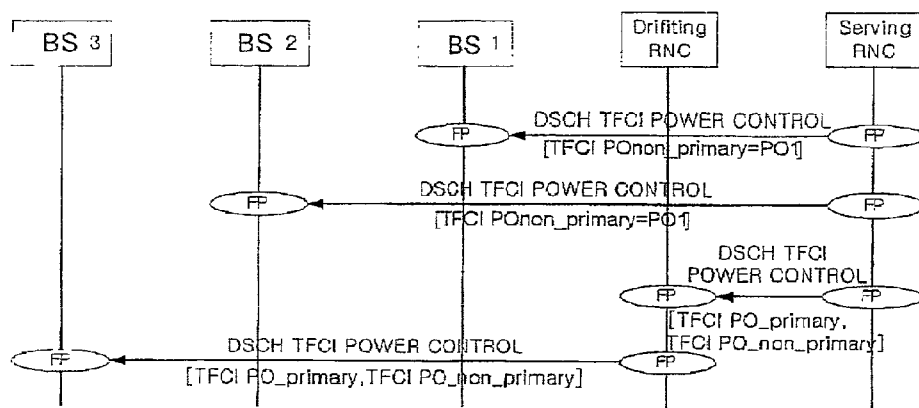 BS 3
BS 2
BS 1
Drifiting
RNC
Serving
RNC
DSCH TFCI POWER CONTROL
FP
FP
[TFCI POnon_primary=PO1]
DSCH TFCI POWER CONTROL
FP
FP
[TFCI POnon_primary=PO1]
DSCH TFCI
POWER CONTROL
FP
FP
[TFCI PO_primary,
TFCI PO_non_primary]
DSCH TFCI POWER CONTROL
FP
FP
[TFCI PO_primary,TFCI PO_non_primary]